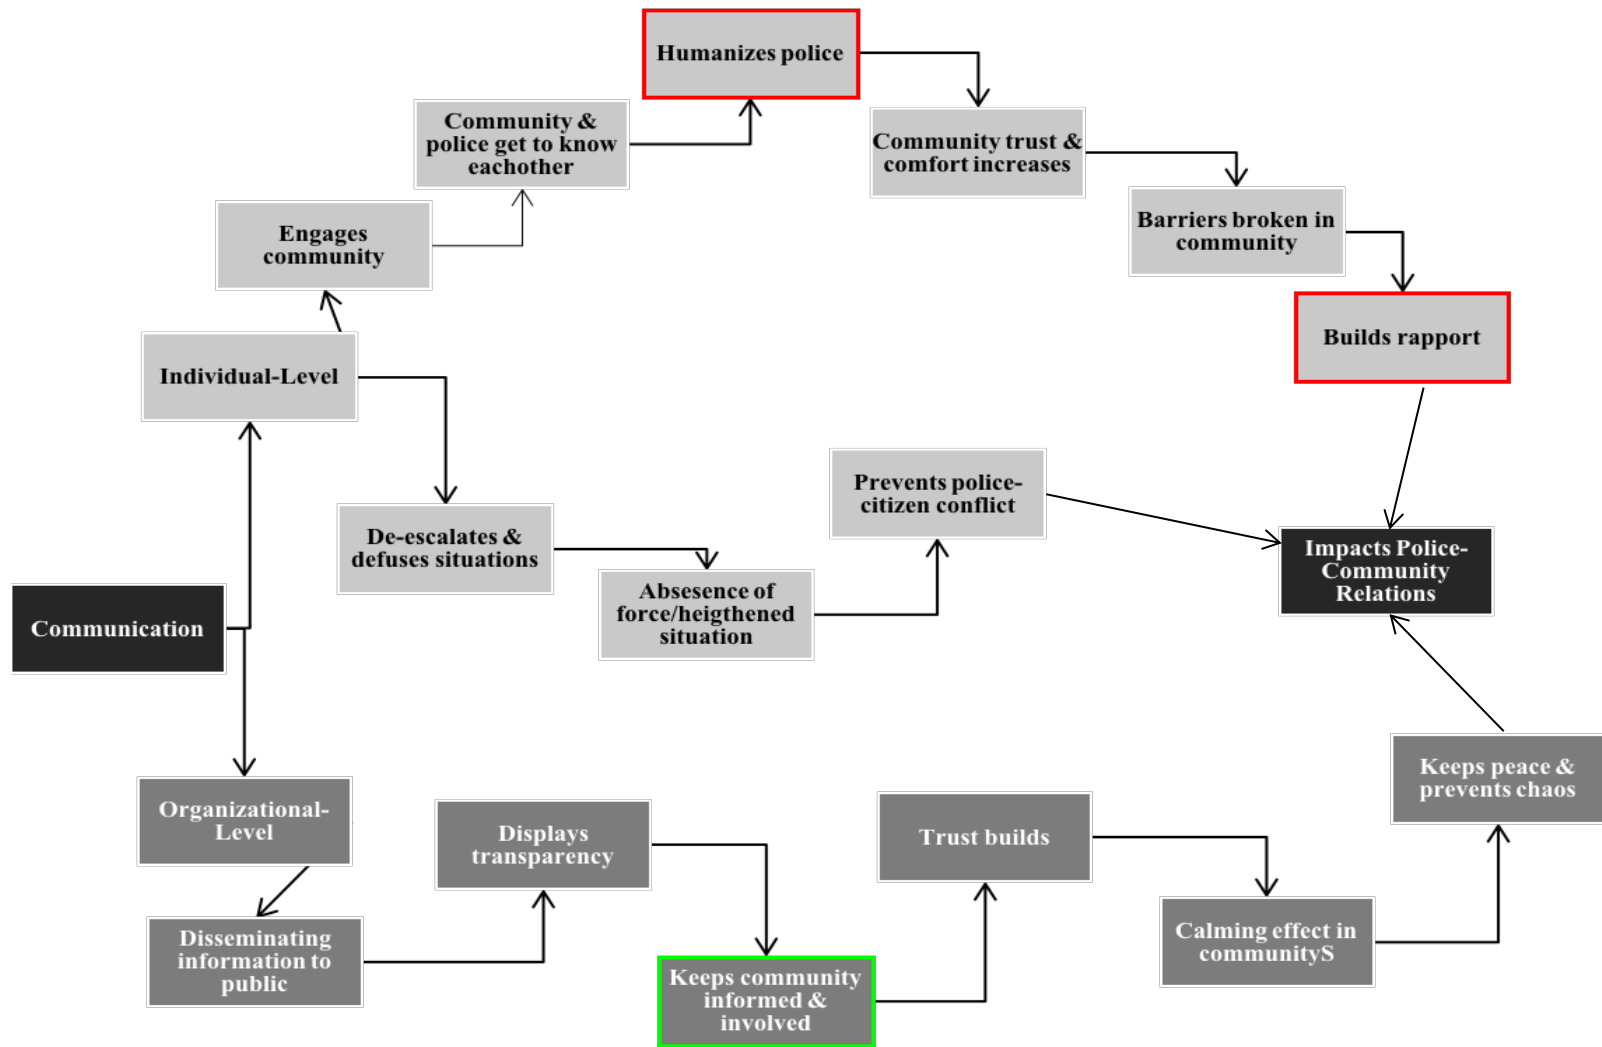 Humanizes police
Community &
police get to know
eachother
Community trust &
comfort increases
Engages
community
Barriers broken in
community
Individual-Level
Builds rapport
De-escalates &
defuses situations
Prevents police-
citizen conflict
Absesence of
force/heigthened
situation
Impacts Police-
Community
Relations
Communication
Organizational-
Level
Displays
transparency
Trust builds
Keeps peace &
prevents chaos
Disseminating
information to
public
Keeps community
informed &
involved
Calming effect in
communityS